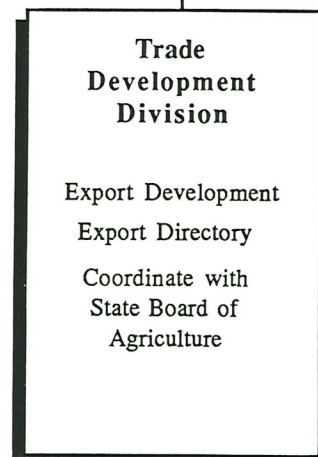 Trade
Development
Division
Export Development
Export Directory
Coordinate with
State Board of
Agriculture